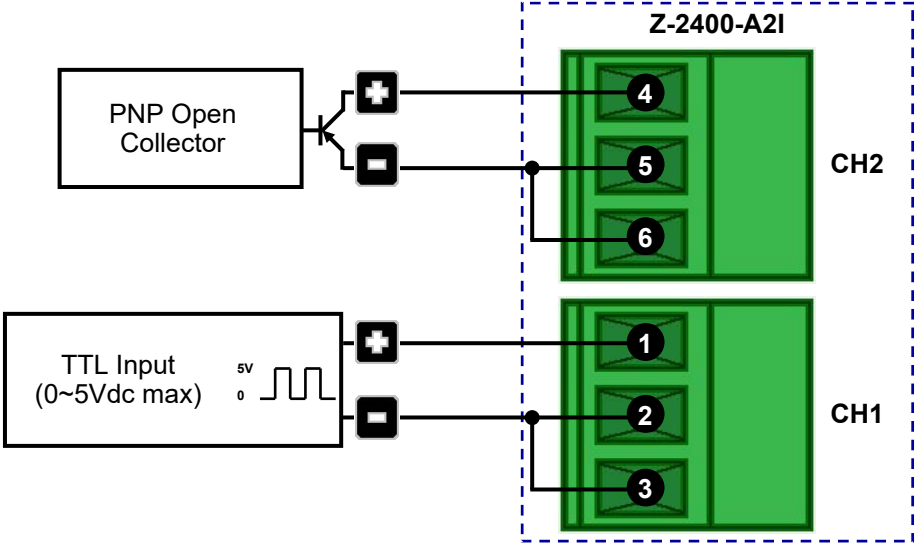 Z-2400-A2I
PNP Open
Collector
4
5
6
CH2
TTL Input
(0~5Vdc max)
5V
0
1
2
3
CH1